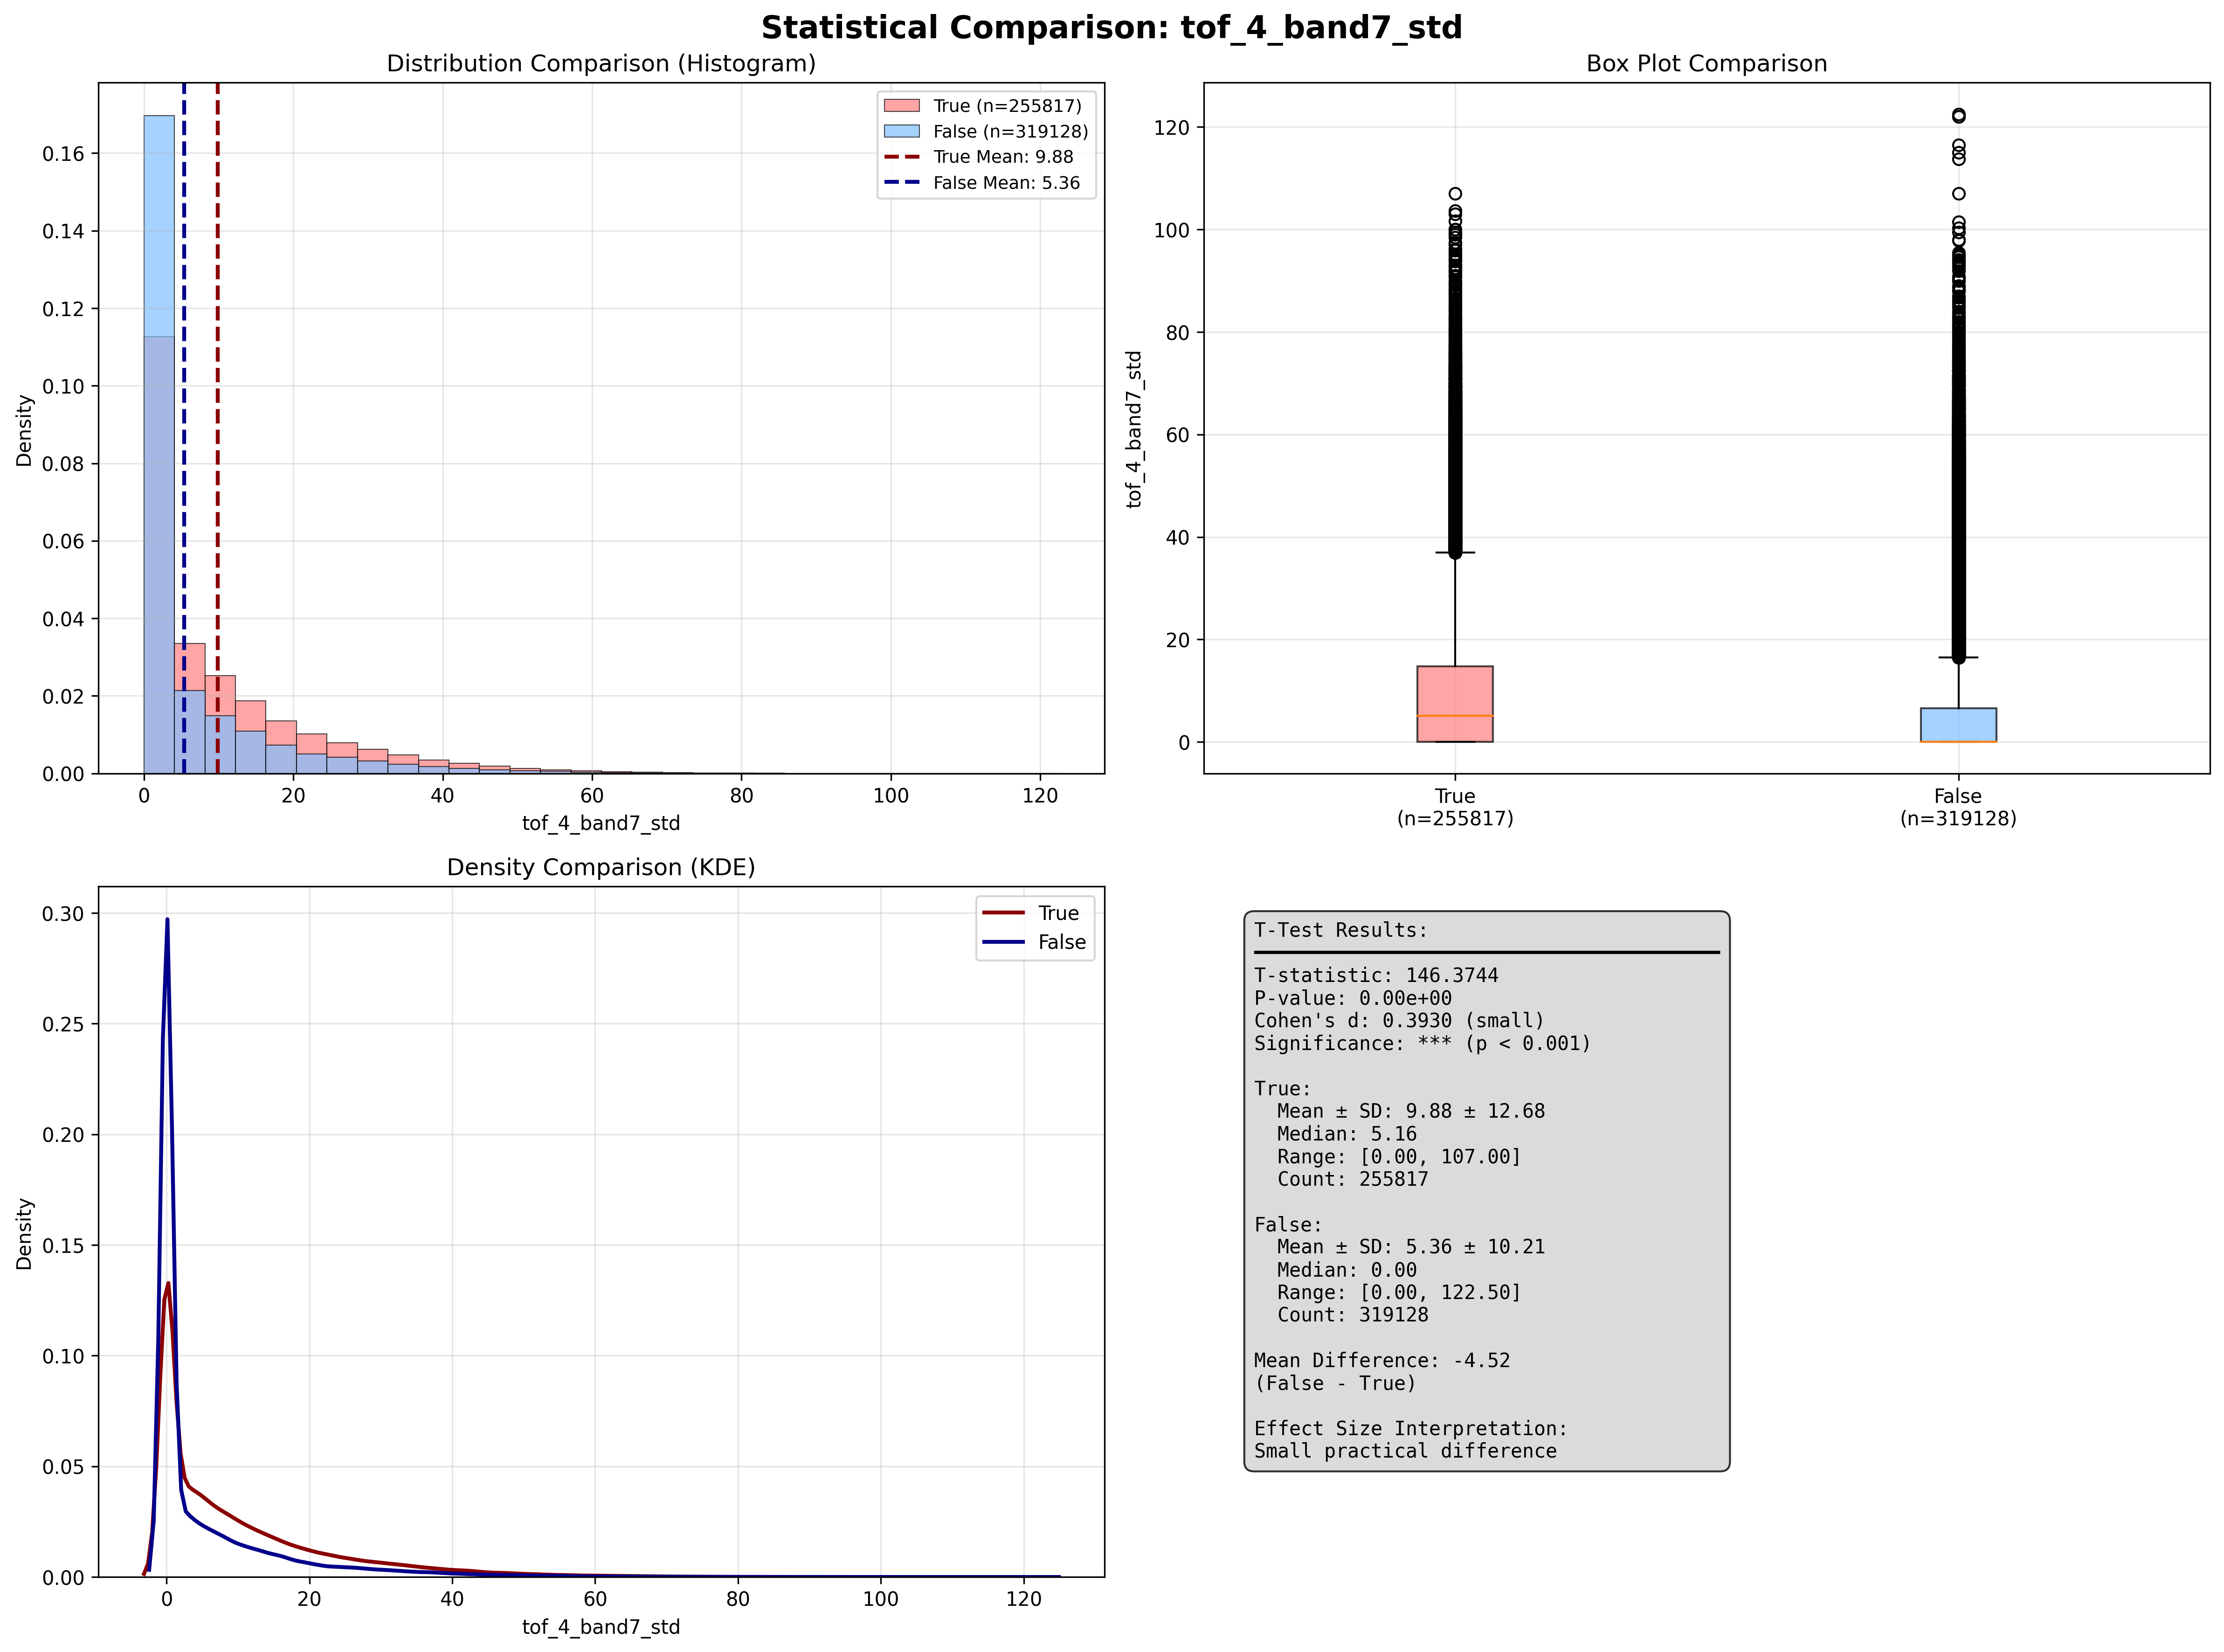 Statistical Comparison: tof_4_band7_std
Distribution Comparison (Histogram)
Density
0.16
0.14
0.12
0.10
0.08
0.06
0.04
0.02
0.00
0 20 40 60 80 100 120
tof_4_band7_std
True (n=255817)
False (n=319128)
True Mean: 9.88
False Mean: 5.36
Box Plot Comparison
tof_4_band7_std
120
100
80
60
40
20
0
True False
(n=255817) (n=319128)
Density Comparison (KDE)
Density
0.30
0.25
0.20
0.15
0.10
0.05
0.00
0 20 40 60 80 100 120
tof_4_band7_std
True
False
T-Test Results:
T-statistic: 146.3744
P-value: 0.00e+00
Cohen's d: 0.3930 (small)
Significance: *** (p < 0.001)
True:
Mean ± SD: 9.88 ± 12.68
Median: 5.16
Range: [0.00, 107.00]
Count: 255817
False:
Mean ± SD: 5.36 ± 10.21
Median: 0.00
Range: [0.00, 122.50]
Count: 319128
Mean Difference: -4.52
(False - True)
Effect Size Interpretation:
Small practical difference